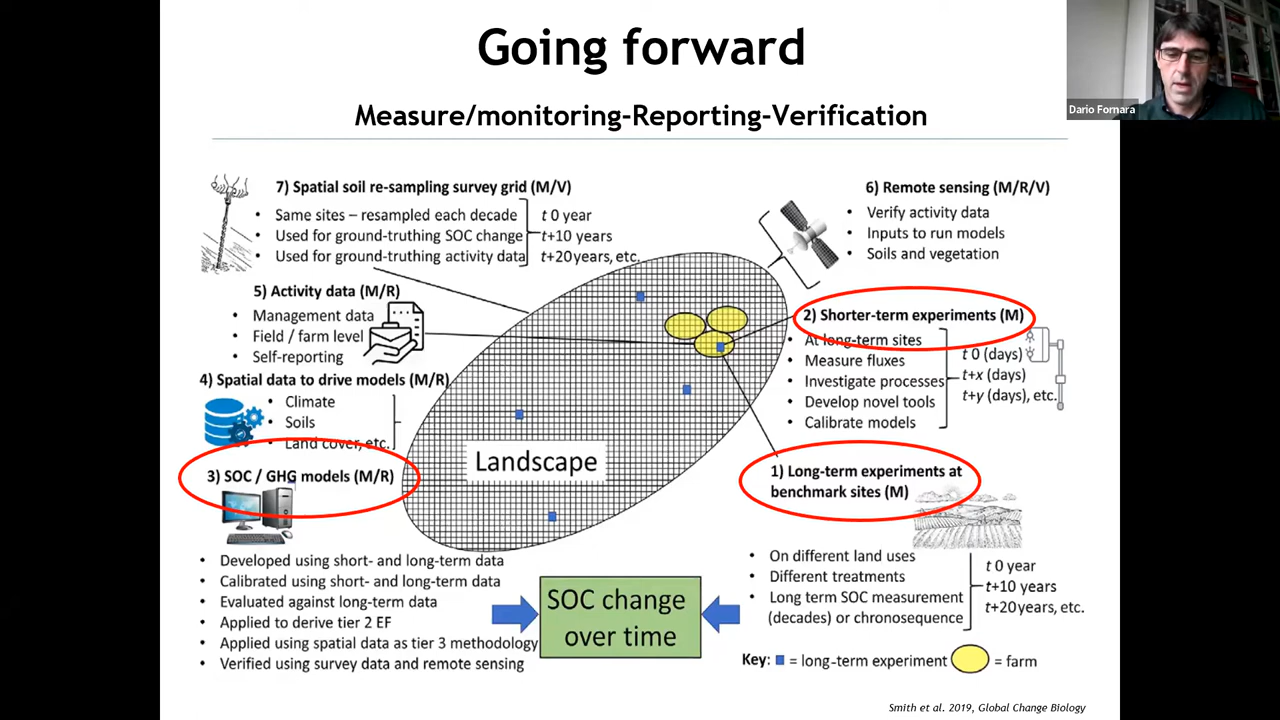 Going forward
Measure/monitoring-Reporting-Verification
Dario Fornara
7) Spatial soil re-sampling survey grid (M/V)
• Same sites – resampled each decade
• Used for ground-truthing SOC change
• Used for ground-truthing activity data
t 0 year
t+10 years
t+20years, etc.
6) Remote sensing (M/R/V)
• Verify activity data
• Inputs to run models
• Soils and vegetation
5) Activity data (M/R)
• Management data
• Field / farm level
• Self-reporting
2) Shorter-term experiments (M)
• At long-term sites
• Measure fluxes
• Investigate processes
• Develop novel tools
• Calibrate models
t 0 (days)
t+x (days)
t+y (days), etc.
4) Spatial data to drive models (M/R)
• Climate
• Soils
• Land cover, etc.
Landscape
3) SOC / GHG models (M/R)
• Developed using short- and long-term data
• Calibrated using short- and long-term data
• Evaluated against long-term data
• Applied to derive tier 2 EF
• Applied using spatial data as tier 3 methodology
• Verified using survey data and remote sensing
1) Long-term experiments at
benchmark sites (M)
• On different land uses
• Different treatments
• Long term SOC measurement
(decades) or chronosequence
t 0 year
t+10 years
t+20years, etc.
SOC change
over time
Key: = long-term experiment = farm
Smith et al. 2019, Global Change Biology